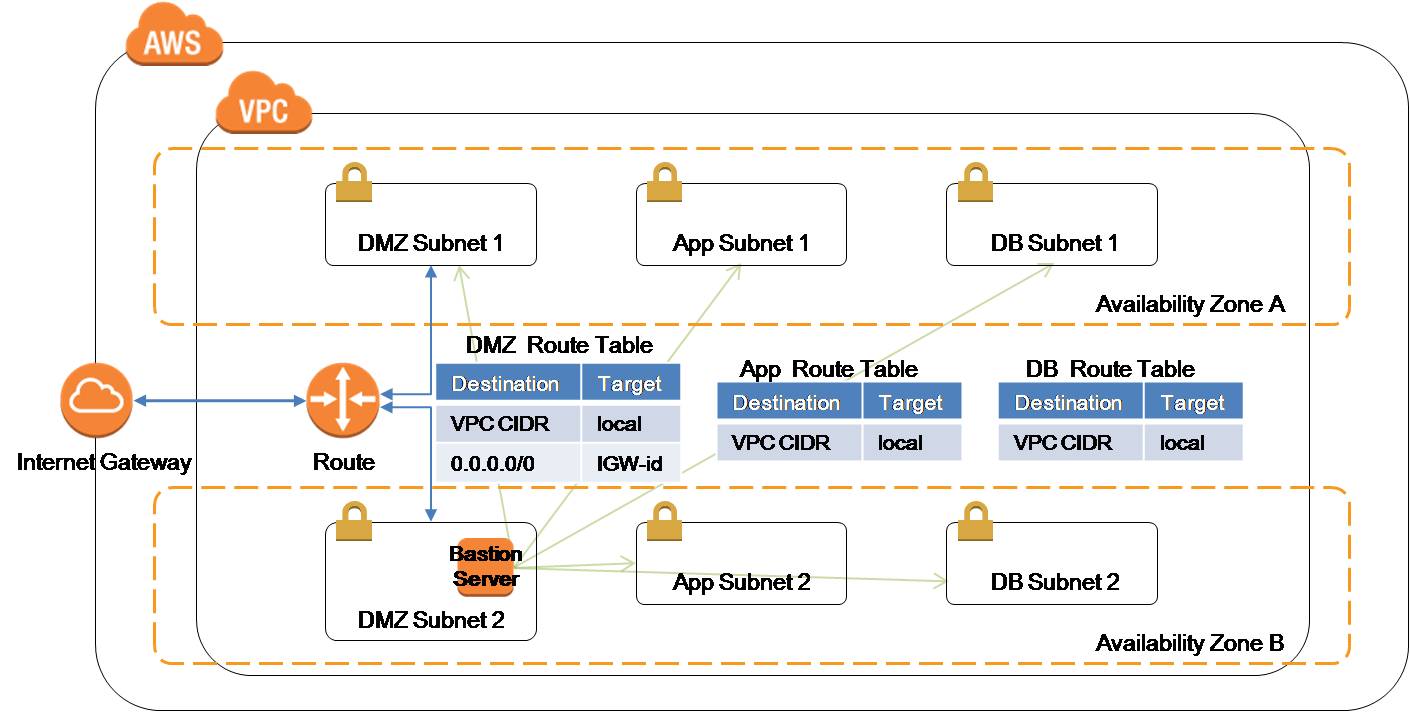 AWS
VPC
DMZ Subnet 1
App Subnet 1
DB Subnet 1
Availability Zone A
DMZ Route Table
Destination Target
VPC CIDR local
0.0.0.0/0 IGW-id
App Route Table
Destination Target
VPC CIDR local
DB Route Table
Destination Target
VPC CIDR local
Internet Gateway
Route
Bastion
Server
DMZ Subnet 2
App Subnet 2
DB Subnet 2
Availability Zone B